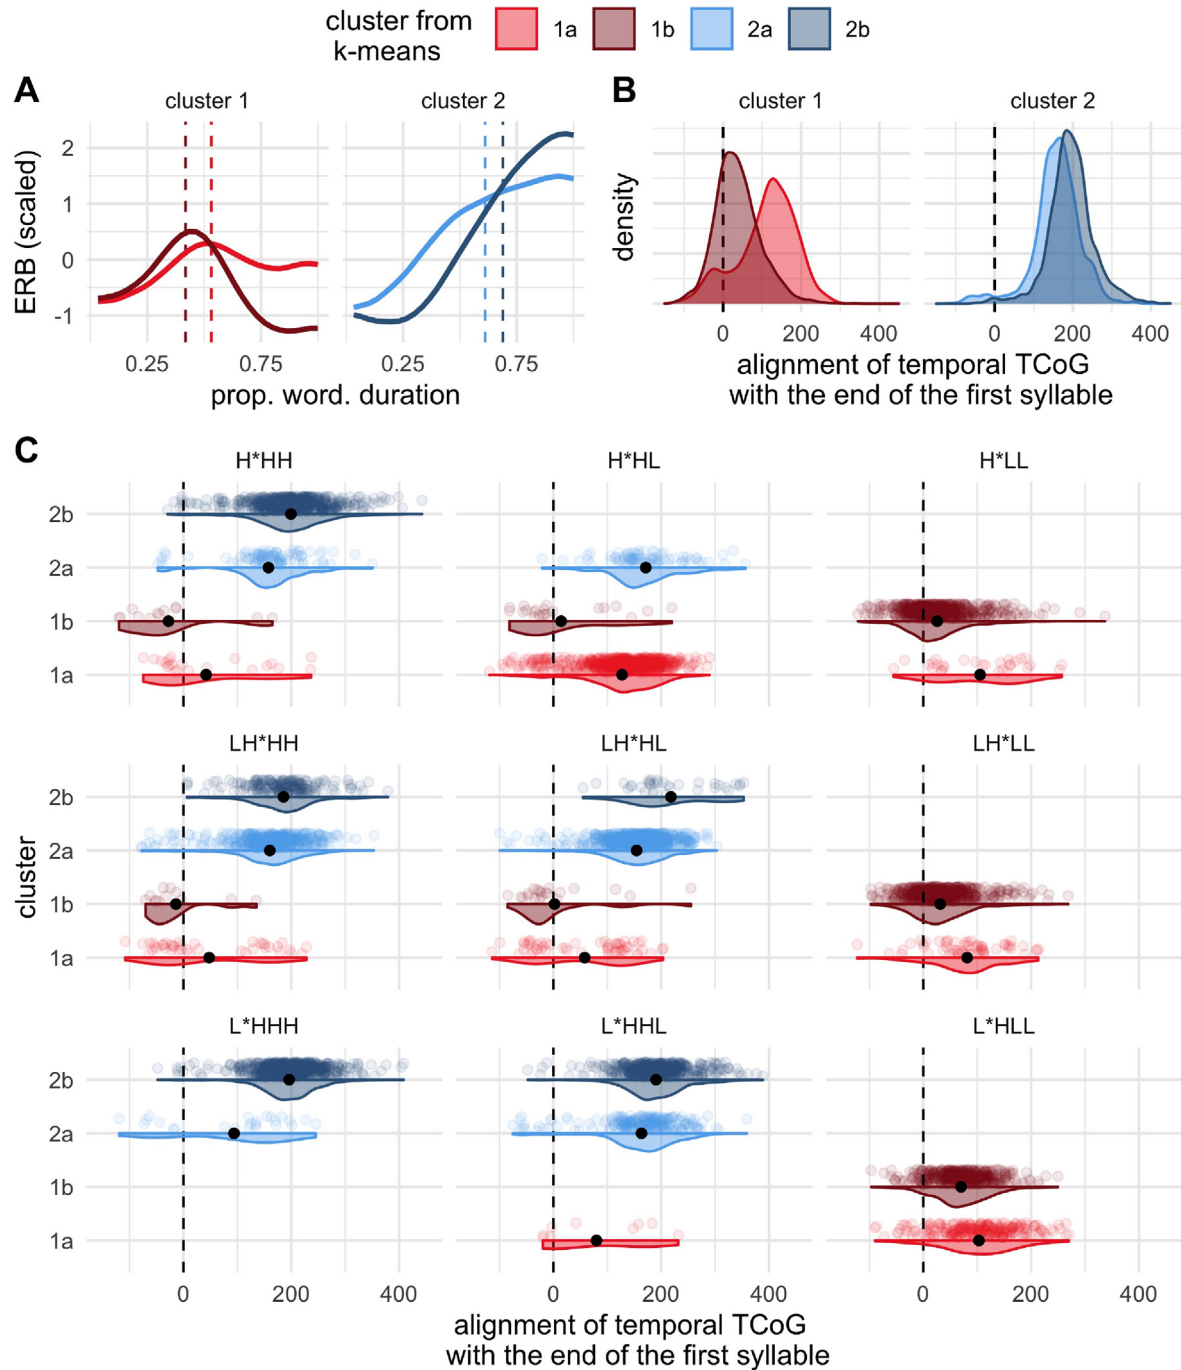 cluster from
k-means
1a 1b 2a 2b
A
cluster 1 cluster 2
ERB (scaled)
2
1
0
-1
0.25 0.75 0.25 0.75
prop. word. duration
B
cluster 1 cluster 2
density
0 200 400 0 200 400
alignment of temporal TCoG
with the end of the first syllable
C
H*HH H*HL H*LL
2b
2a
1b
1a
LH*HH LH*HL LH*LL
cluster
2b
2a
1b
1a
L*HHH L*HHL L*HLL
2b
2a
1b
1a
0 200 400 0 200 400 0 200 400
alignment of temporal TCoG
with the end of the first syllable